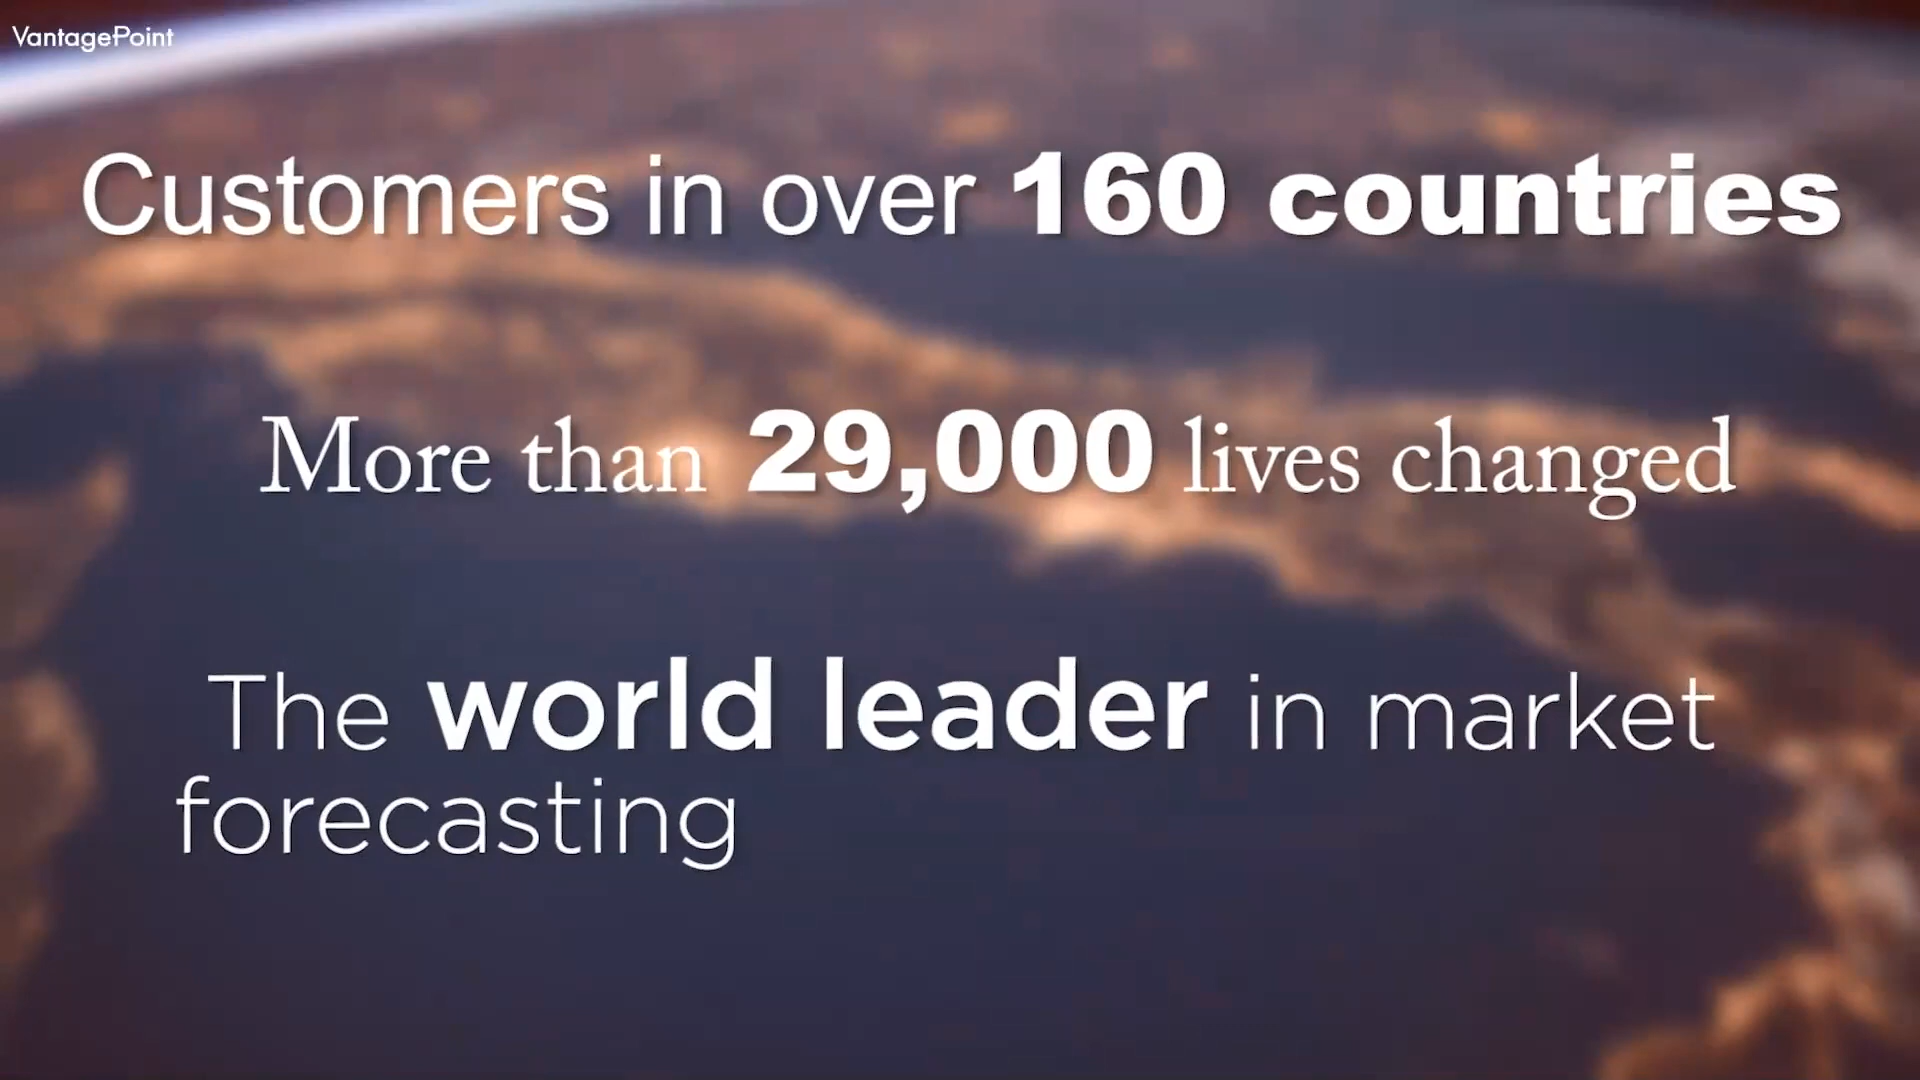 VantagePoint
Customers in over 160 countries
More than 29,000 lives changed
The world leader in market
forecasting